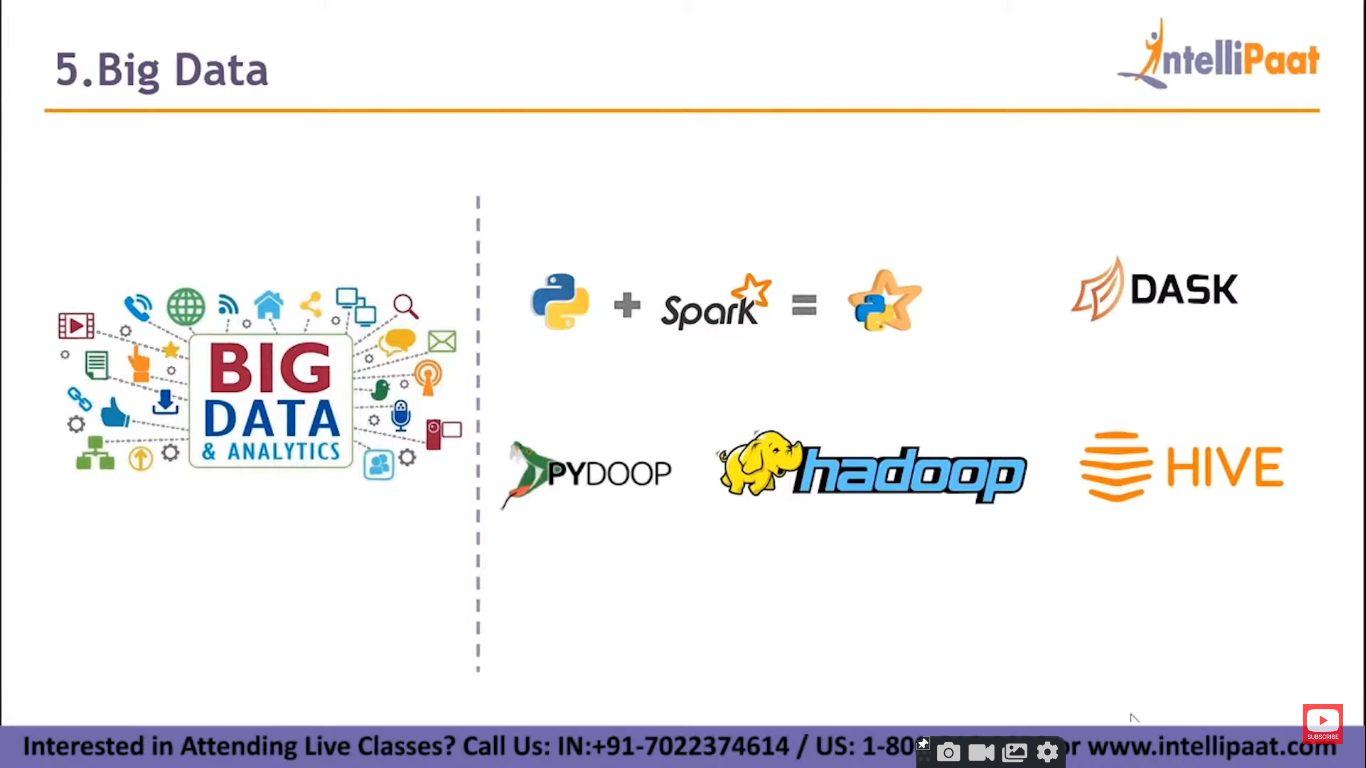 5.Big Data
IntelliPaat
BIG
DATA
& ANALYTICS
+ Spark =
DASK
PYDOOP
hadoop
HIVE
Interested in Attending Live Classes? Call Us: IN:+91-7022374614 / US: 1-80 or www.intellipaat.com
SUBSCRIBE